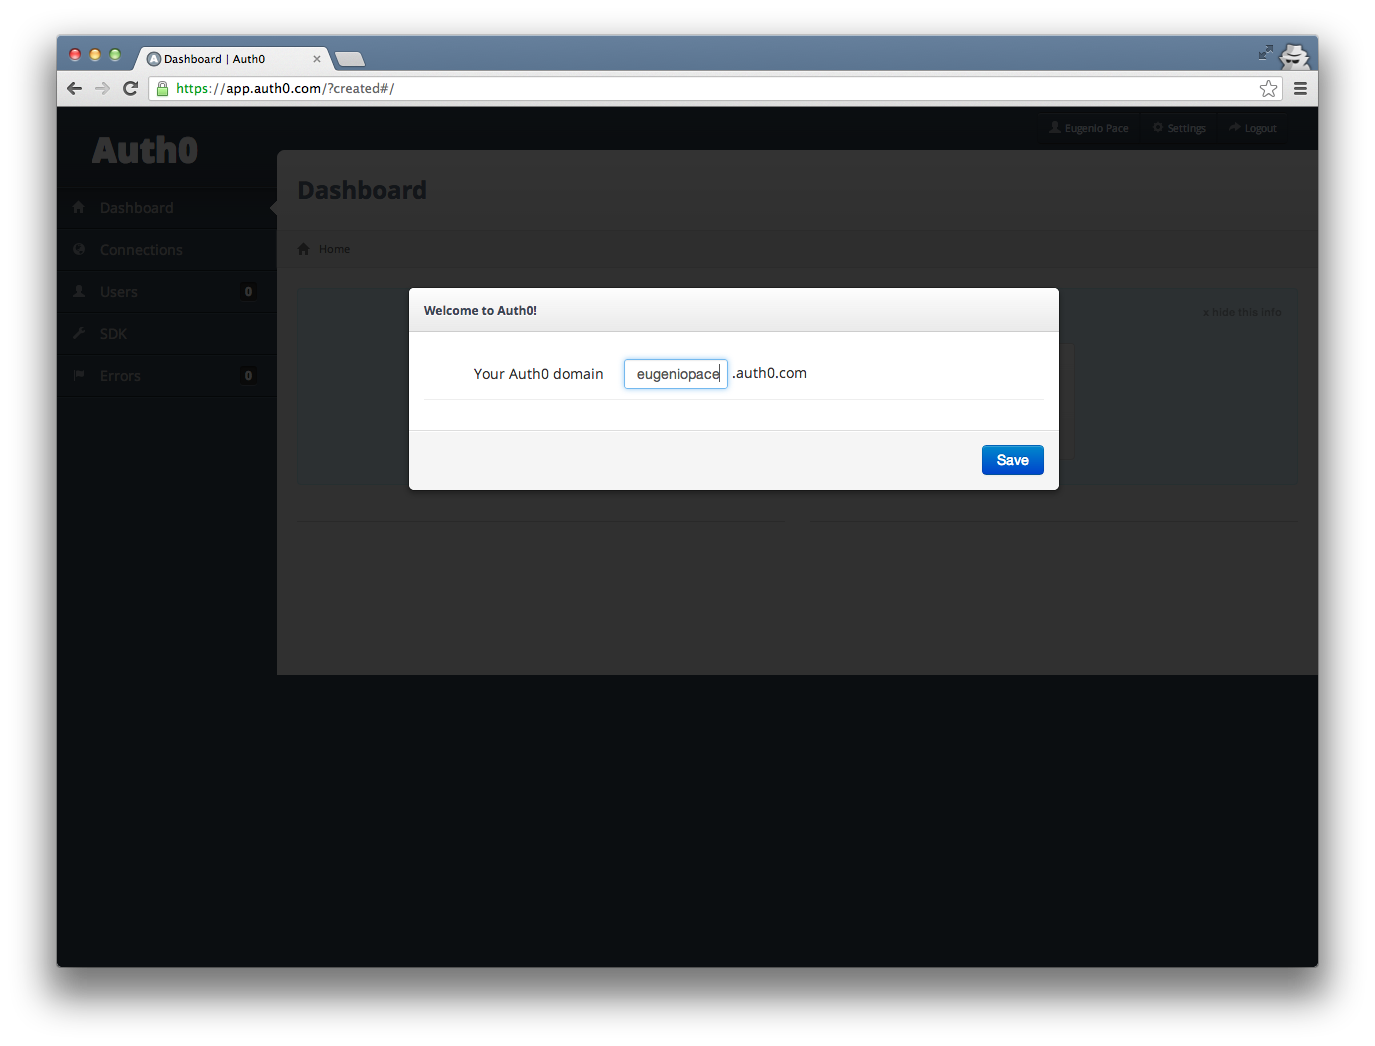 Dashboard | Auth0
https://app.auth0.com/?created#/
Eugenio Pace Settings Logout
Auth0
Dashboard
Dashboard
Connections
Home
Users 0
x hide this info
Welcome to Auth0!
SDK
Errors 0
Your Auth0 domain eugeniopace .auth0.com
Save